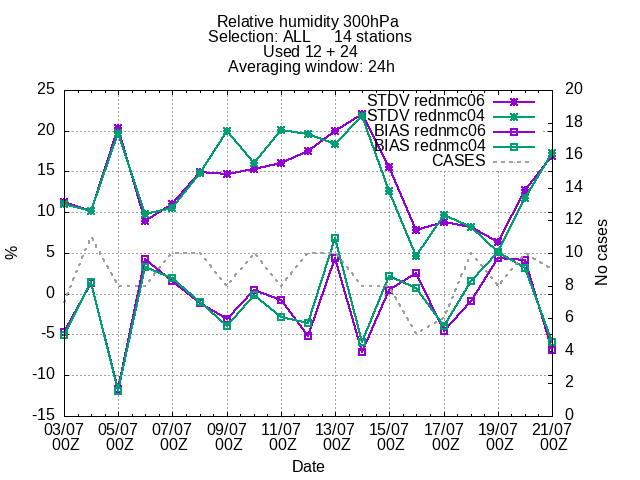 Relative humidity 300hPa
Selection: ALL 14 stations
Used 12 + 24
Averaging window: 24h
STDV rednmc06
STDV rednmc04
BIAS rednmc06
BIAS rednmc04
CASES
25
20
15
10
5
0
-5
-10
-15
%
20
18
16
14
12
10
8
6
4
2
0
No cases
03/07 05/07 07/07 09/07 11/07 13/07 15/07 17/07 19/07 21/07
00Z 00Z 00Z 00Z 00Z 00Z 00Z 00Z 00Z 00Z
Date